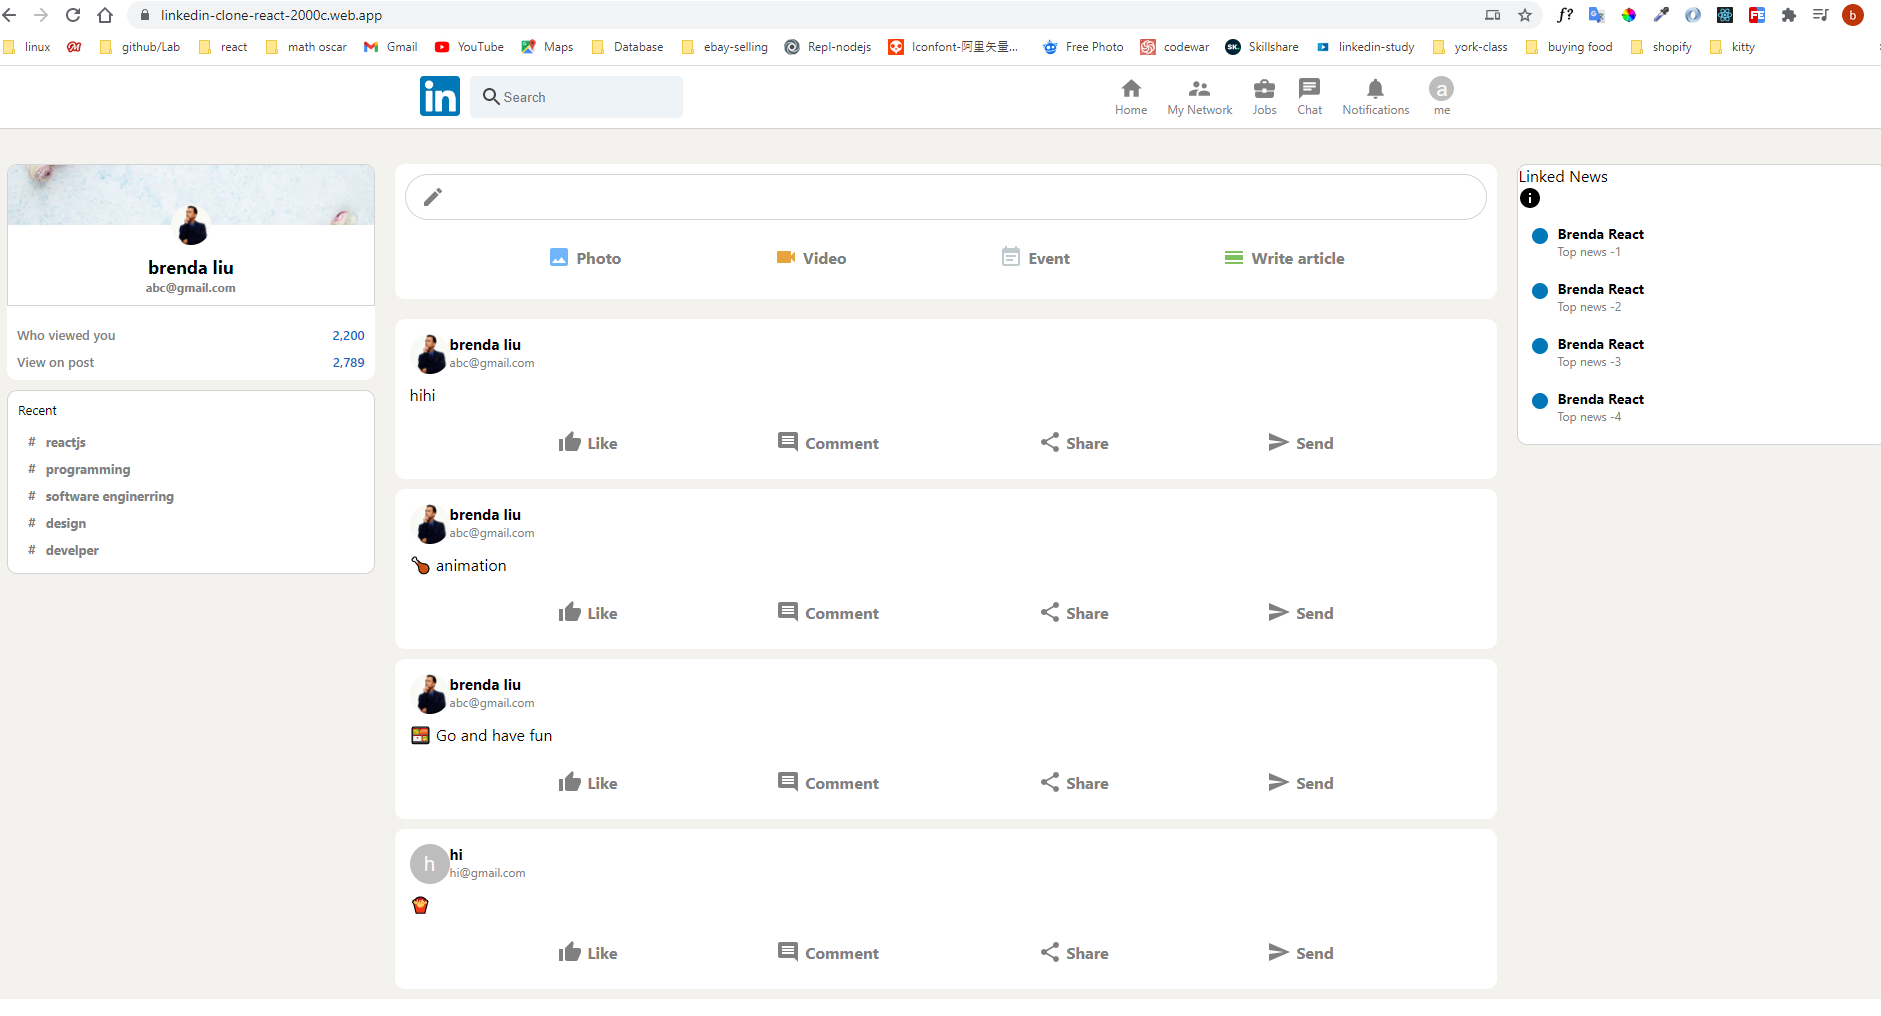 linkedin-clone-react-2000c.web.app
f?
FE
b
linux
github/Lab
react
math oscar
Gmail
YouTube
Maps
Database
ebay-selling
Repl-nodejs
Iconfont-阿里矢量...
Free Photo
codewar
SK.
Skillshare
linkedin-study
york-class
buying food
shopify
kitty
in
Search
Home
My Network
Jobs
Chat
Notifications
a
me
brenda liu
abc@gmail.com
Who viewed you 2,200
View on post 2,789
Recent
# reactjs
# programming
# software enginerring
# design
# develper
Photo
Video
Event
Write article
brenda liu
abc@gmail.com
hihi
Like Comment Share Send
brenda liu
abc@gmail.com
🍗 animation
Like Comment Share Send
brenda liu
abc@gmail.com
🍱 Go and have fun
Like Comment Share Send
h
hi
hi@gmail.com
🍟
Like Comment Share Send
Linked News
Brenda React
Top news -1
Brenda React
Top news -2
Brenda React
Top news -3
Brenda React
Top news -4